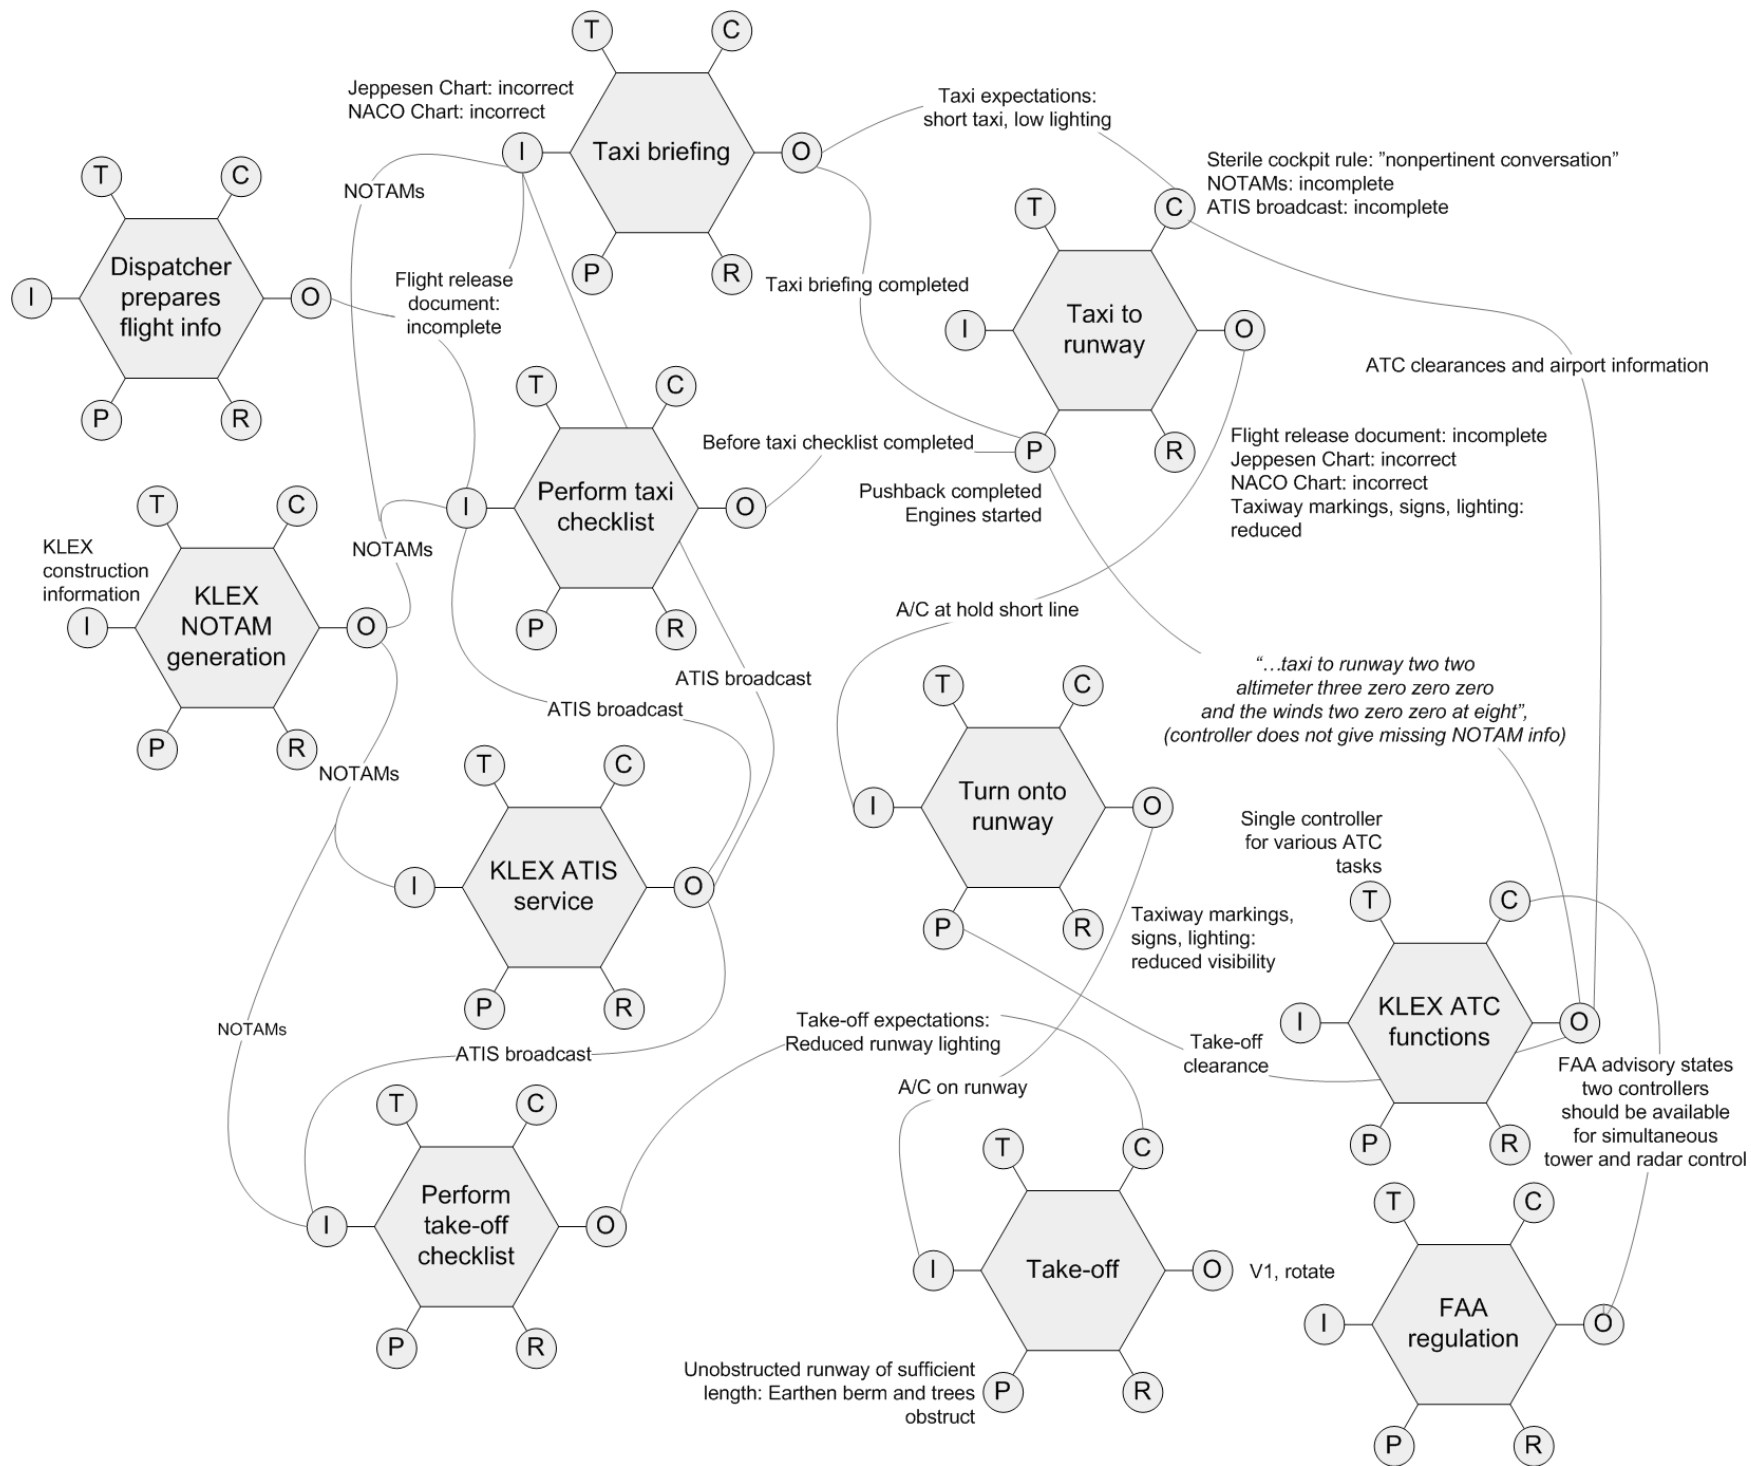 T
C
Jeppesen Chart: incorrect
NACO Chart: incorrect
I
Taxi briefing
O
P
R
Taxi expectations:
short taxi, low lighting
Sterile cockpit rule: ”nonpertinent conversation”
NOTAMs: incomplete
ATIS broadcast: incomplete
NOTAMs
T
C
I
Dispatcher
prepares
flight info
O
P
R
Flight release
document:
incomplete
Taxi briefing completed
T
C
I
Taxi to
runway
O
P
R
ATC clearances and airport information
Flight release document: incomplete
Jeppesen Chart: incorrect
NACO Chart: incorrect
Taxiway markings, signs, lighting:
reduced
Before taxi checklist completed
Pushback completed
Engines started
T
C
I
Perform taxi
checklist
O
P
R
NOTAMs
KLEX
construction
information
T
C
I
KLEX
NOTAM
generation
O
P
R
A/C at hold short line
ATIS broadcast
ATIS broadcast
“…taxi to runway two two
altimeter three zero zero zero
and the winds two zero zero at eight”,
(controller does not give missing NOTAM info)
NOTAMs
T
C
I
KLEX ATIS
service
O
P
R
T
C
I
Turn onto
runway
O
P
R
Single controller
for various ATC
tasks
Taxiway markings,
signs, lighting:
reduced visibility
T
C
I
KLEX ATC
functions
O
P
R
NOTAMs
ATIS broadcast
Take-off expectations:
Reduced runway lighting
Take-off
clearance
A/C on runway
FAA advisory states
two controllers
should be available
for simultaneous
tower and radar control
T
C
I
Perform
take-off
checklist
O
P
R
T
C
I
Take-off
O
V1, rotate
P
R
Unobstructed runway of sufficient
length: Earthen berm and trees
obstruct
T
C
I
FAA
regulation
O
P
R